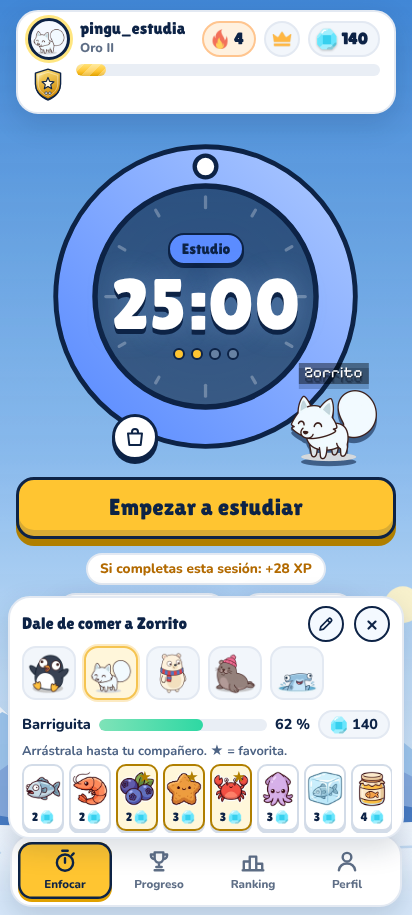 pingu_estudia
Oro II
4
140
Estudio
25:00
Zorrito
Empezar a estudiar
Si completas esta sesión: +28 XP
Dale de comer a Zorrito
Barriguita
62 %
140
Arrástrala hasta tu compañero. ★ = favorita.
2
2
2
3
3
3
3
4
Enfocar
Progreso
Ranking
Perfil